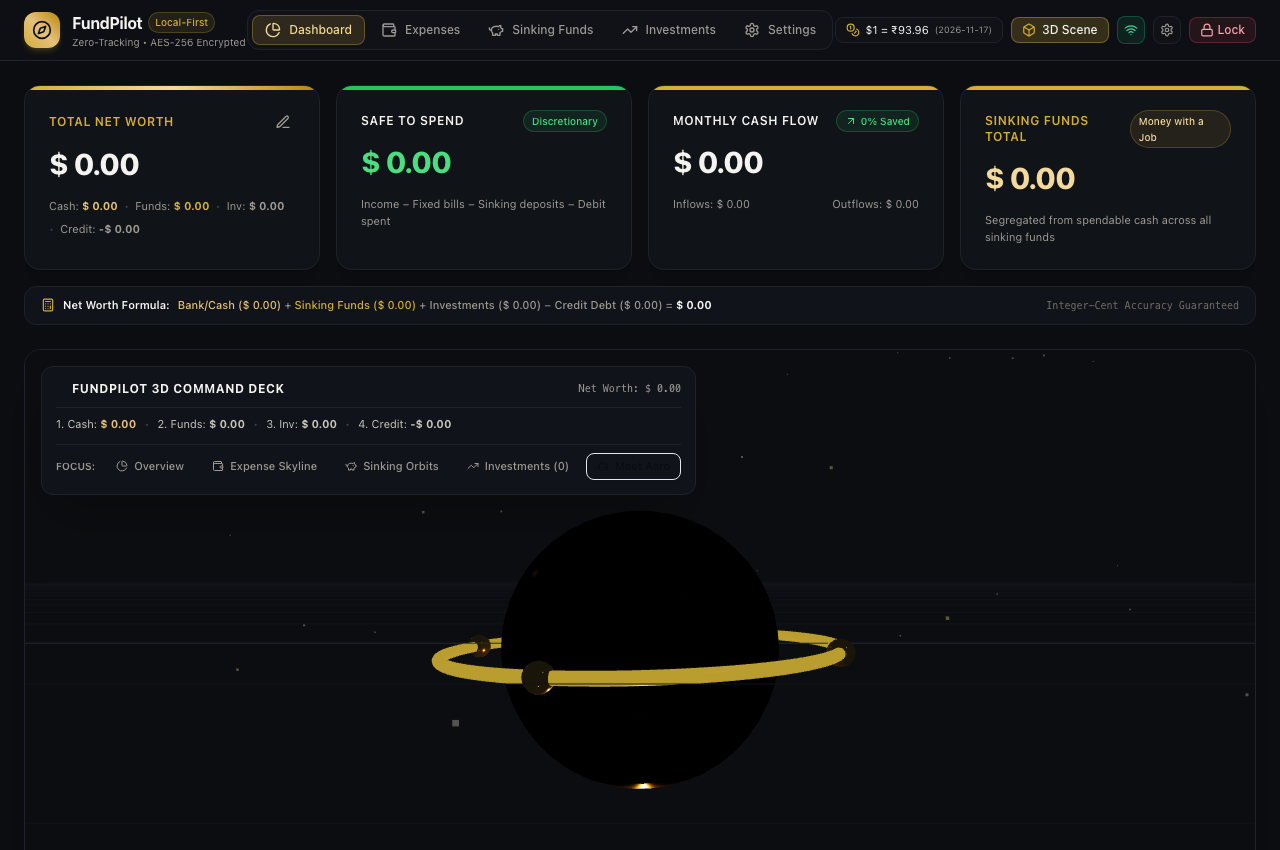 FundPilot Local-First
Zero-Tracking • AES-256 Encrypted
Dashboard Expenses Sinking Funds Investments Settings
$1 = ₹93.96 (2026-11-17) 3D Scene Lock
TOTAL NET WORTH
$ 0.00
Cash: $ 0.00 · Funds: $ 0.00 · Inv: $ 0.00
· Credit: -$ 0.00
SAFE TO SPEND Discretionary
$ 0.00
Income – Fixed bills – Sinking deposits – Debit
spent
MONTHLY CASH FLOW 0% Saved
$ 0.00
Inflows: $ 0.00 Outflows: $ 0.00
SINKING FUNDS
TOTAL
Money with a
Job
$ 0.00
Segregated from spendable cash across all
sinking funds
Net Worth Formula: Bank/Cash ($ 0.00) + Sinking Funds ($ 0.00) + Investments ($ 0.00) – Credit Debt ($ 0.00) = $ 0.00
Integer-Cent Accuracy Guaranteed
FUNDPILOT 3D COMMAND DECK Net Worth: $ 0.00
1. Cash: $ 0.00 · 2. Funds: $ 0.00 · 3. Inv: $ 0.00 · 4. Credit: -$ 0.00
FOCUS: Overview Expense Skyline Sinking Orbits Investments (0)